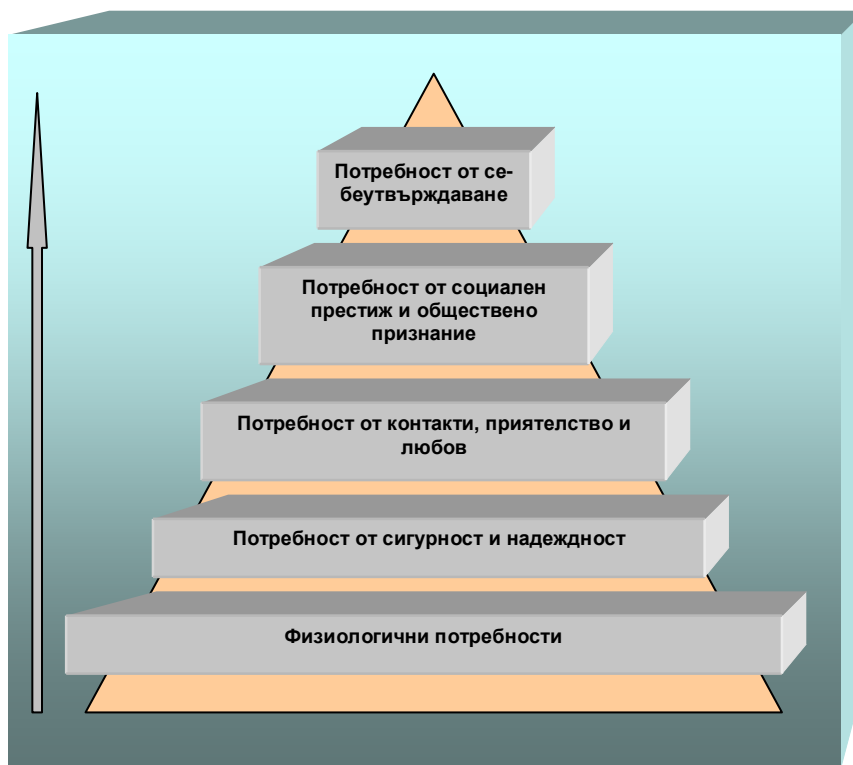 Потребност от се-
беутвърждаване
Потребност от социален
престиж и обществено
признание
Потребност от контакти, приятелство и
любов
Потребност от сигурност и надеждност
Физиологични потребности